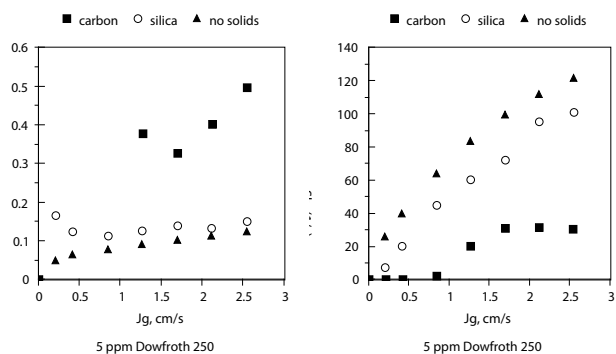 carbon silica no solids
0.6
0.5
0.4
0.3
0.2
0.1
0
0 0.5 1 1.5 2 2.5 3
Jg, cm/s
5 ppm Dowfroth 250
carbon silica no solids
140
120
100
80
60
40
20
0
0 0.5 1 1.5 2 2.5 3
Jg, cm/s
5 ppm Dowfroth 250